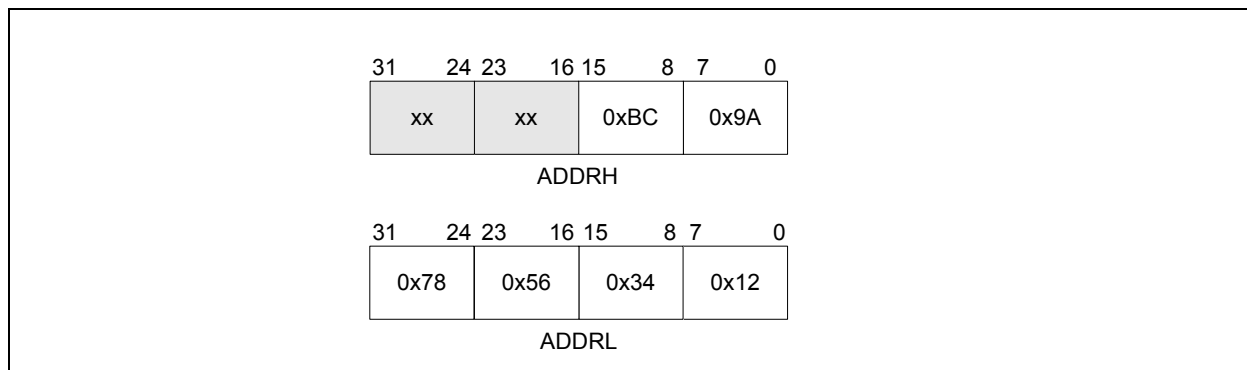 31 24 23 16 15 8 7 0
xx xx 0xBC 0x9A
ADDRH
31 24 23 16 15 8 7 0
0x78 0x56 0x34 0x12
ADDRL